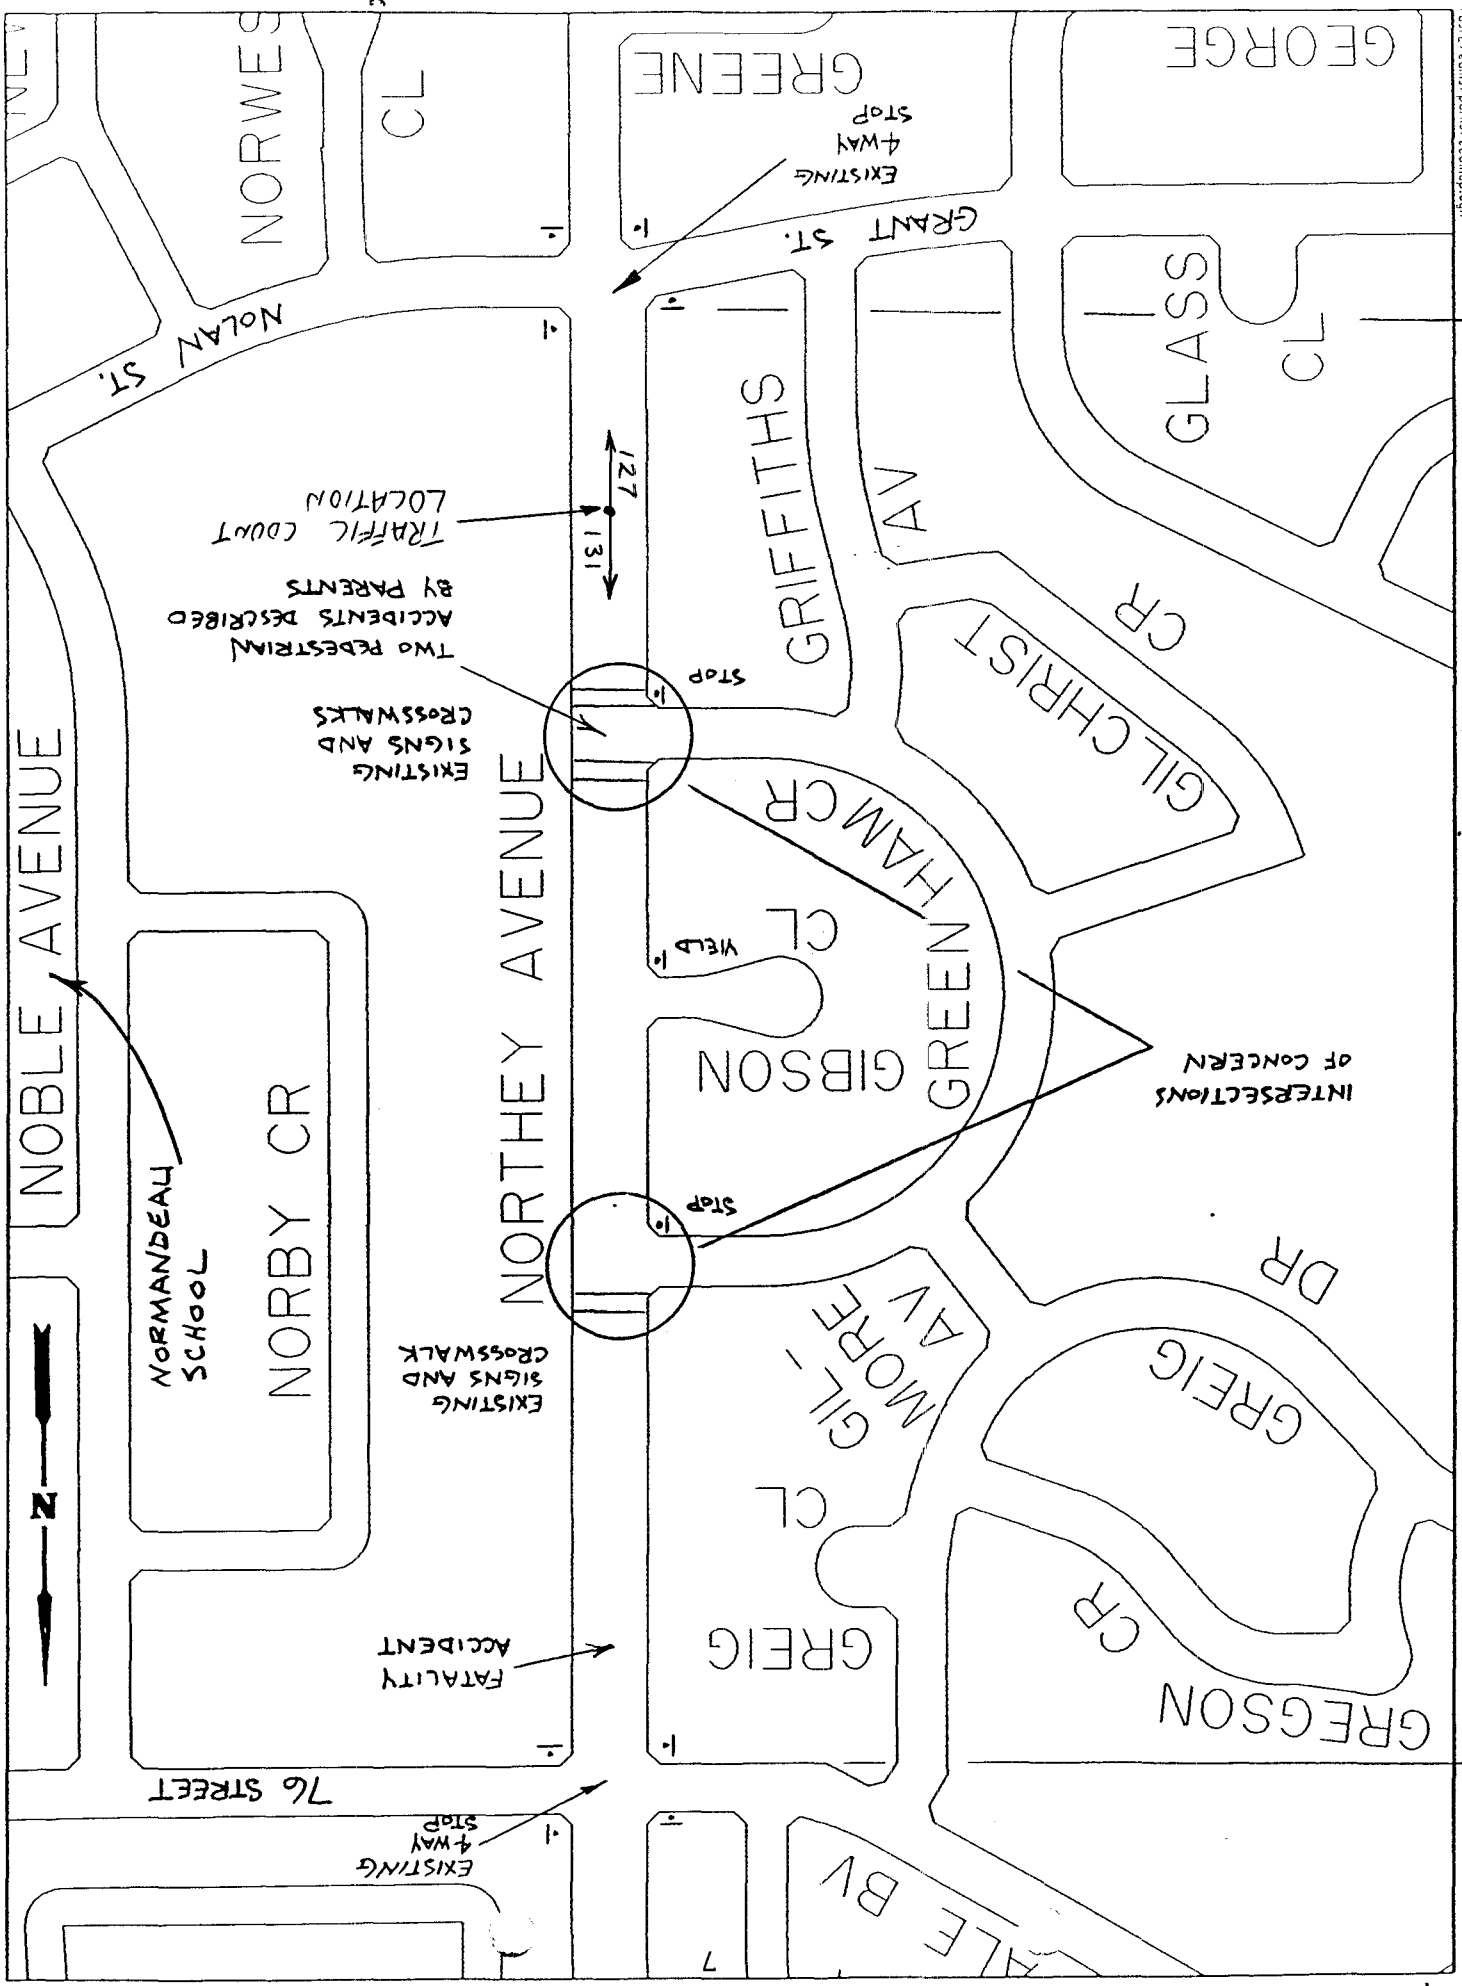 GEORGE
GREENE
CL
NORWES
EXISTING
4-WAY
STOP
GRANT ST.
NOLAN ST.
GLASS
CL
GRIFFITHS
AV
127
131
TRAFFIC COUNT
LOCATION
TWO PEDESTRIAN
ACCIDENTS DESCRIBED
BY PARENTS
STOP
GILCHRIST
CR
EXISTING
SIGNS AND
CROSSWALKS
GREENHAM CR
NORTHEY AVENUE
NOBLE AVENUE
YIELD
GIBSON
CL
INTERSECTIONS
OF CONCERN
NORMANDEAU
SCHOOL
NORBY CR
STOP
EXISTING
SIGNS AND
CROSSWALK
GIL-
MORE
AV
GREIG
DR
N
GREIG
CL
FATALITY
ACCIDENT
GREGSON
CR
76 STREET
EXISTING
4 WAY
STOP
ALE BV
7